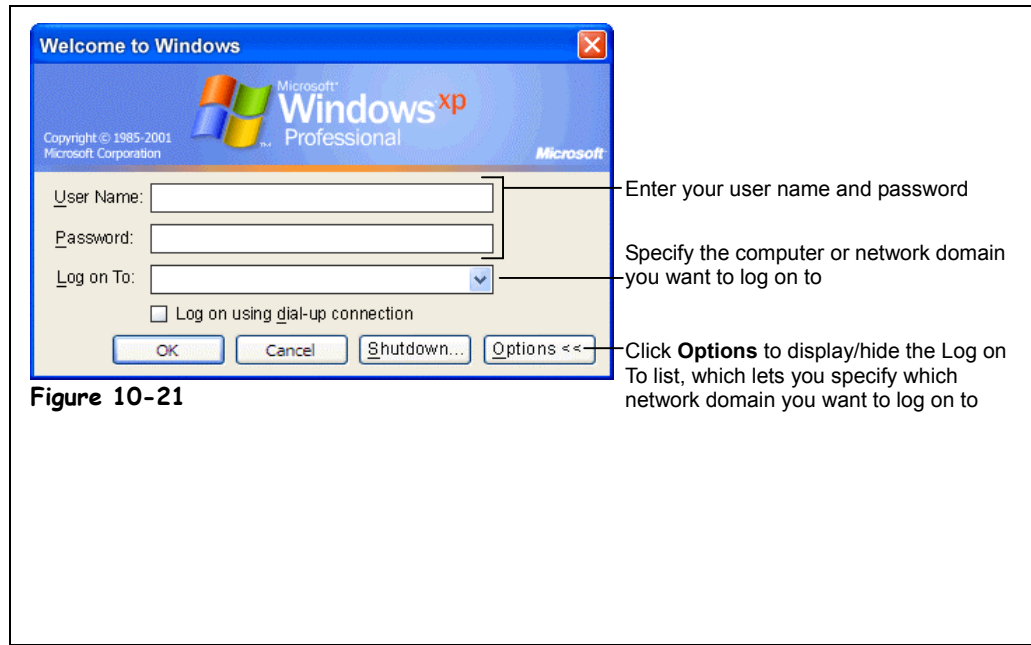 Welcome to Windows
Microsoft
Windows xp
Professional
Copyright © 1985-2001
Microsoft Corporation
Microsoft
User Name:
Enter your user name and password
Password:
Specify the computer or network domain
you want to log on to
Log on To:
Log on using dial-up connection
OK
Cancel
Shutdown...
Options <<
Click Options to display/hide the Log on
To list, which lets you specify which
network domain you want to log on to
Figure 10-21